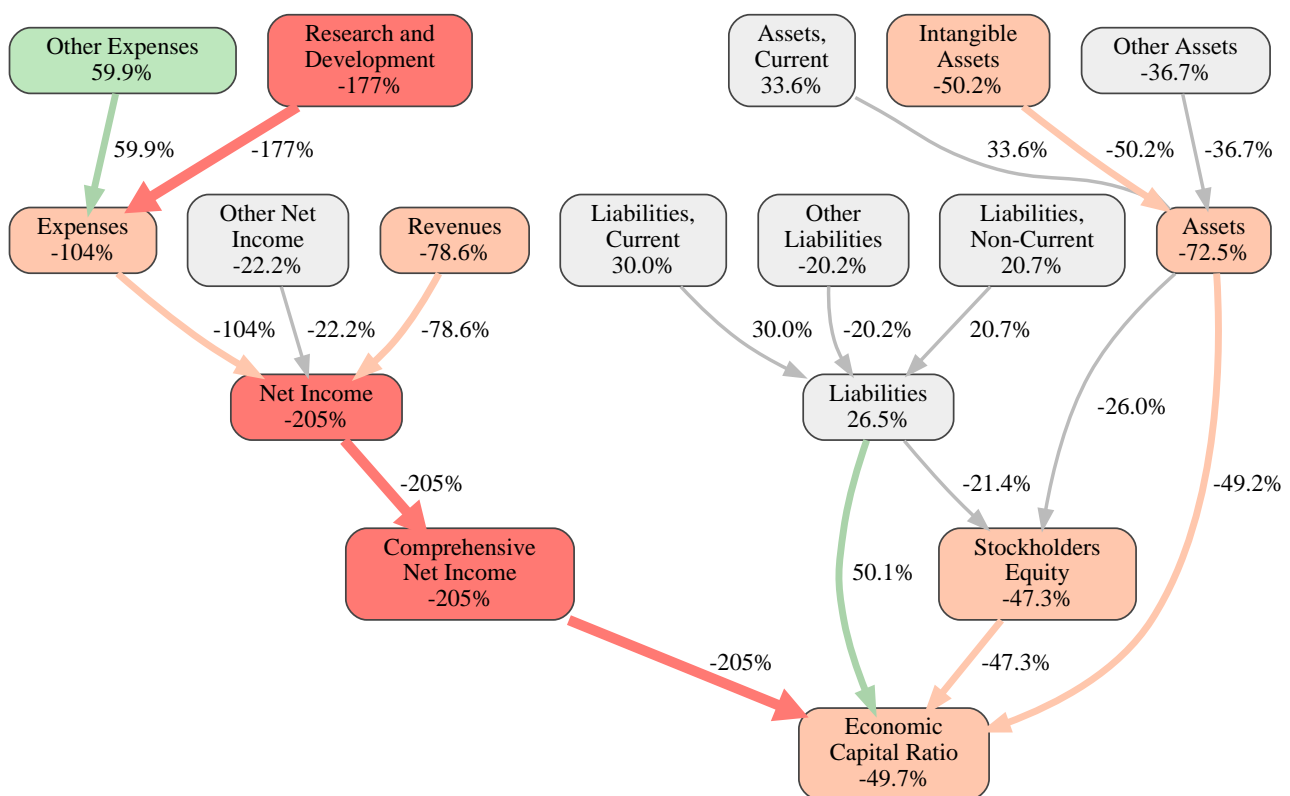 Other Expenses
59.9%
Research and
Development
-177%
Assets,
Current
33.6%
Intangible
Assets
-50.2%
Other Assets
-36.7%
59.9%
-177%
33.6%
-50.2%
-36.7%
Expenses
-104%
Other Net
Income
-22.2%
Revenues
-78.6%
Liabilities,
Current
30.0%
Other
Liabilities
-20.2%
Liabilities,
Non-Current
20.7%
Assets
-72.5%
-104%
-22.2%
-78.6%
30.0%
-20.2%
20.7%
Net Income
-205%
Liabilities
26.5%
-26.0%
-205%
-21.4%
-49.2%
Comprehensive
Net Income
-205%
50.1%
Stockholders
Equity
-47.3%
-205%
-47.3%
Economic
Capital Ratio
-49.7%